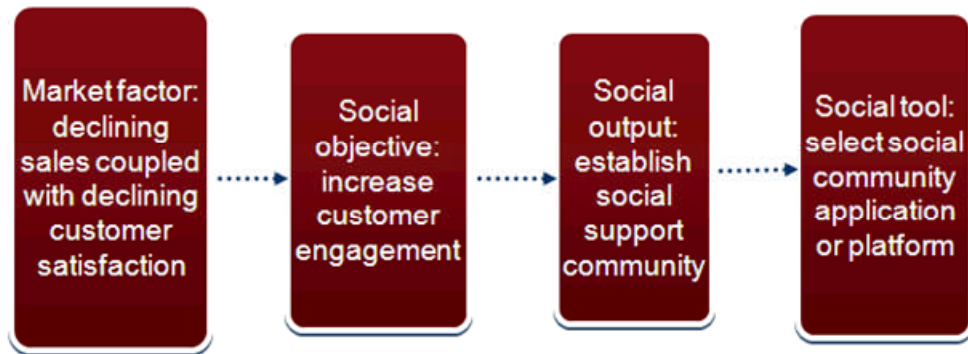 Market factor:
declining
sales coupled
with declining
customer
satisfaction
Social
objective:
increase
customer
engagement
Social
output:
establish
social
support
community
Social tool:
select social
community
application
or platform